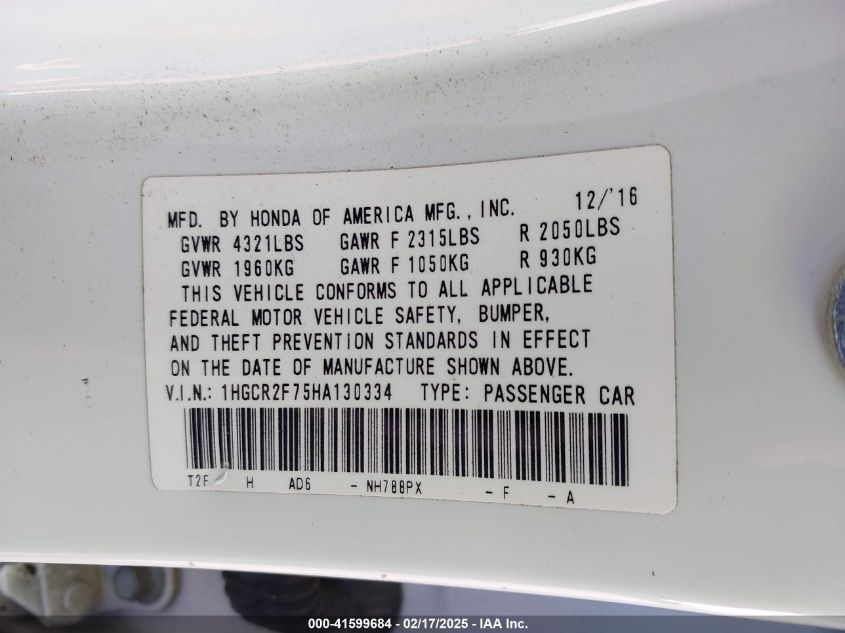 MFD. BY HONDA OF AMERICA MFG., INC. 12/'16
GVWR 4321LBS GAWR F 2315LBS R 2050LBS
GVWR 1960KG GAWR F 1050KG R 930KG
THIS VEHICLE CONFORMS TO ALL APPLICABLE
FEDERAL MOTOR VEHICLE SAFETY, BUMPER,
AND THEFT PREVENTION STANDARDS IN EFFECT
ON THE DATE OF MANUFACTURE SHOWN ABOVE.
V.I.N.: 1HGCR2F75HA130334 TYPE: PASSENGER CAR
T2F H AD6 - NH788PX - F - A
000-41599684 - 02/17/2025 - IAA Inc.